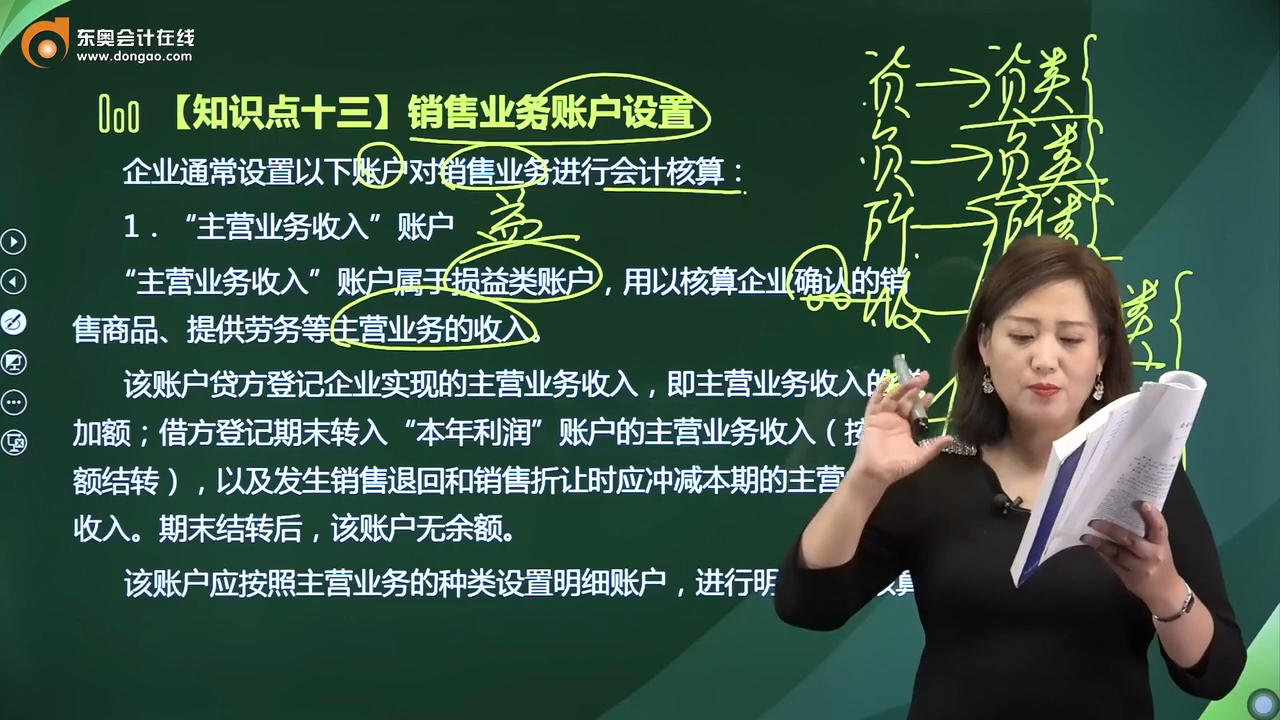 东奥会计在线
www.dongao.com
【知识点十三】销售业务账户设置
企业通常设置以下账户对销售业务进行会计核算：
1．“主营业务收入”账户 益
“主营业务收入”账户属于损益类账户，用以核算企业确认的销
售商品、提供劳务等主营业务的收入。
该账户贷方登记企业实现的主营业务收入，即主营业务收入的
加额；借方登记期末转入“本年利润”账户的主营业务收入（按
额结转），以及发生销售退回和销售折让时应冲减本期的主营
收入。期末结转后，该账户无余额。
该账户应按照主营业务的种类设置明细账户，进行明
资→资类
负→负类
所→所类
收
类